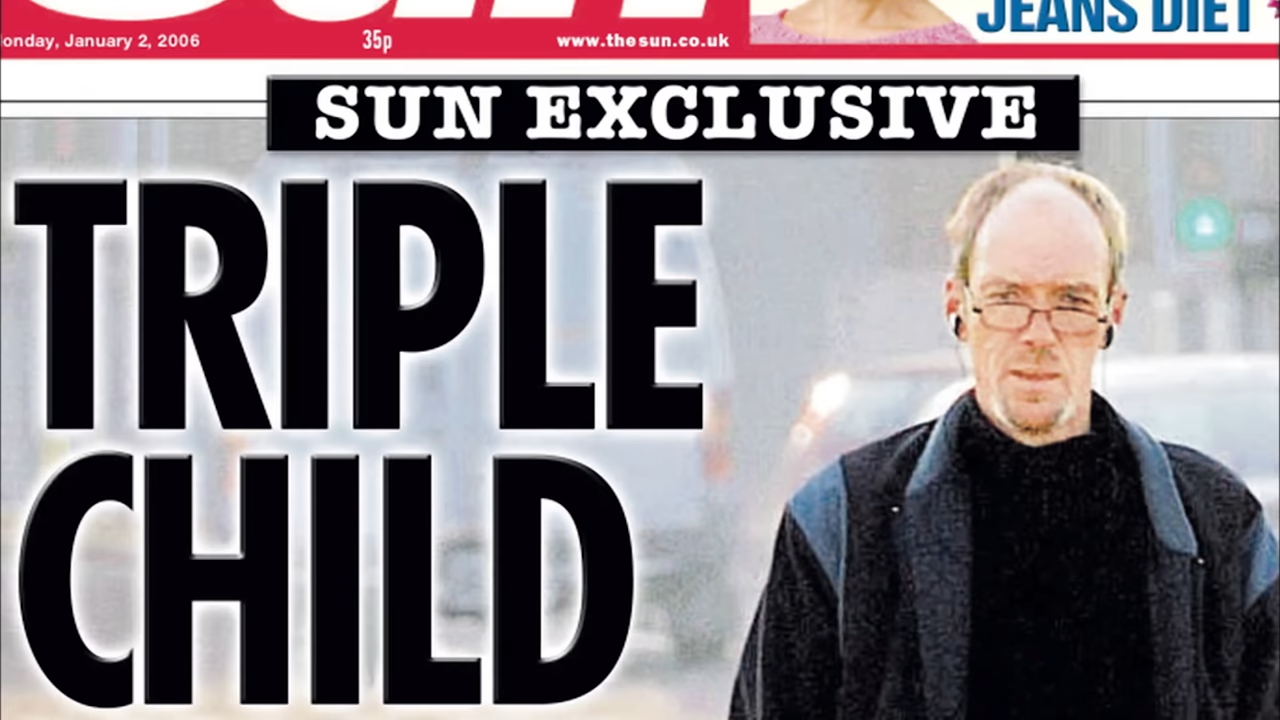 JEANS DIET
onday, January 2, 2006 35p www.thesun.co.uk
SUN EXCLUSIVE
TRIPLE
CHILD